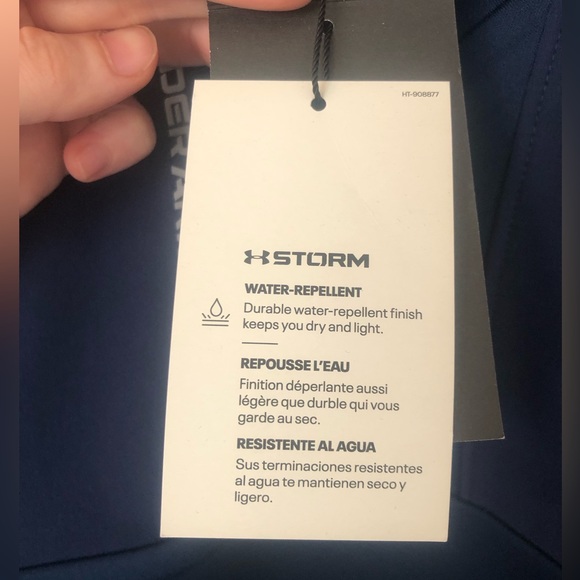 HT-908877
STORM
WATER-REPELLENT
Durable water-repellent finish
keeps you dry and light.
REPOUSSE L'EAU
Finition déperlante aussi
légère que durble qui vous
garde au sec.
RESISTENTE AL AGUA
Sus terminaciones resistentes
al agua te mantienen seco y
ligero.